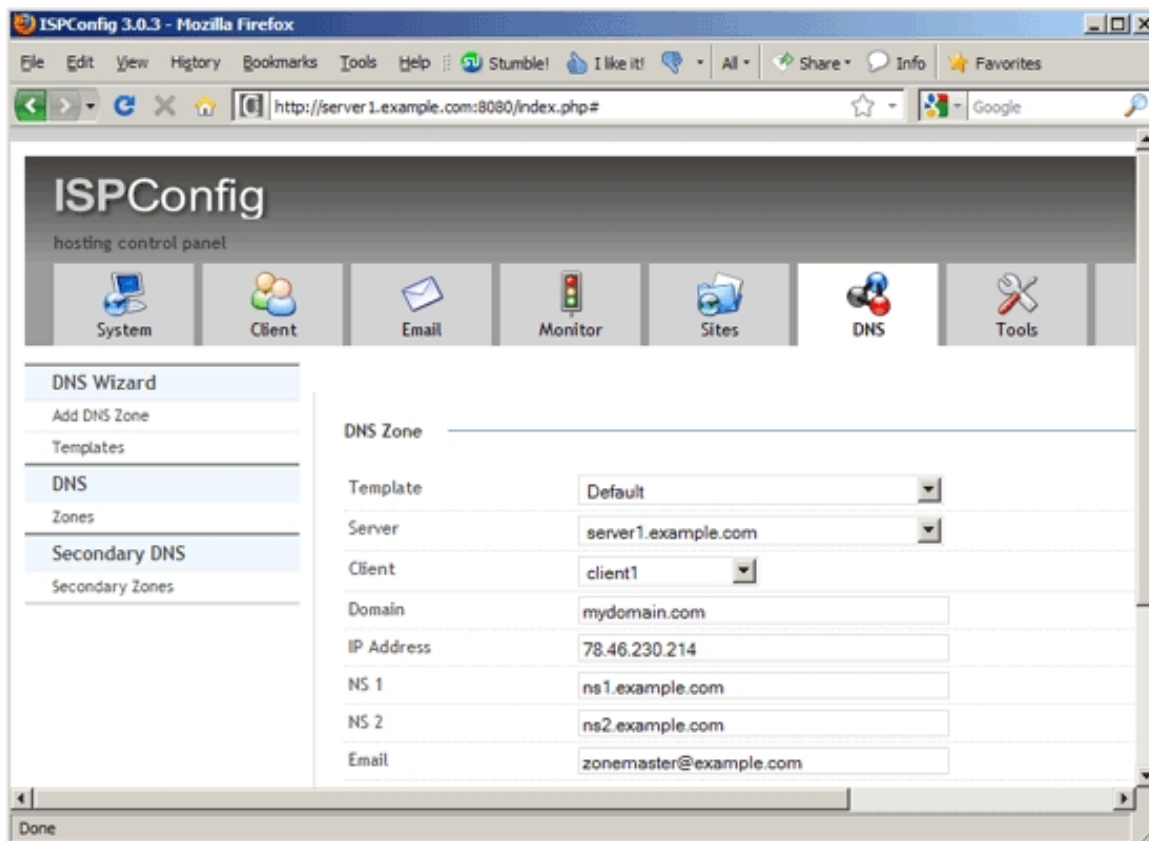 ISPConfig 3.0.3 - Mozilla Firefox
File Edit View History Bookmarks Tools Help Stumble! I like it! All Share Info Favorites
http://server1.example.com:8080/index.php# Google
ISPConfig
hosting control panel
System Client Email Monitor Sites DNS Tools
DNS Wizard
Add DNS Zone
Templates
DNS
Zones
Secondary DNS
Secondary Zones
DNS Zone
Template Default
Server server1.example.com
Client client1
Domain mydomain.com
IP Address 78.46.230.214
NS 1 ns1.example.com
NS 2 ns2.example.com
Email zonemaster@example.com
Done